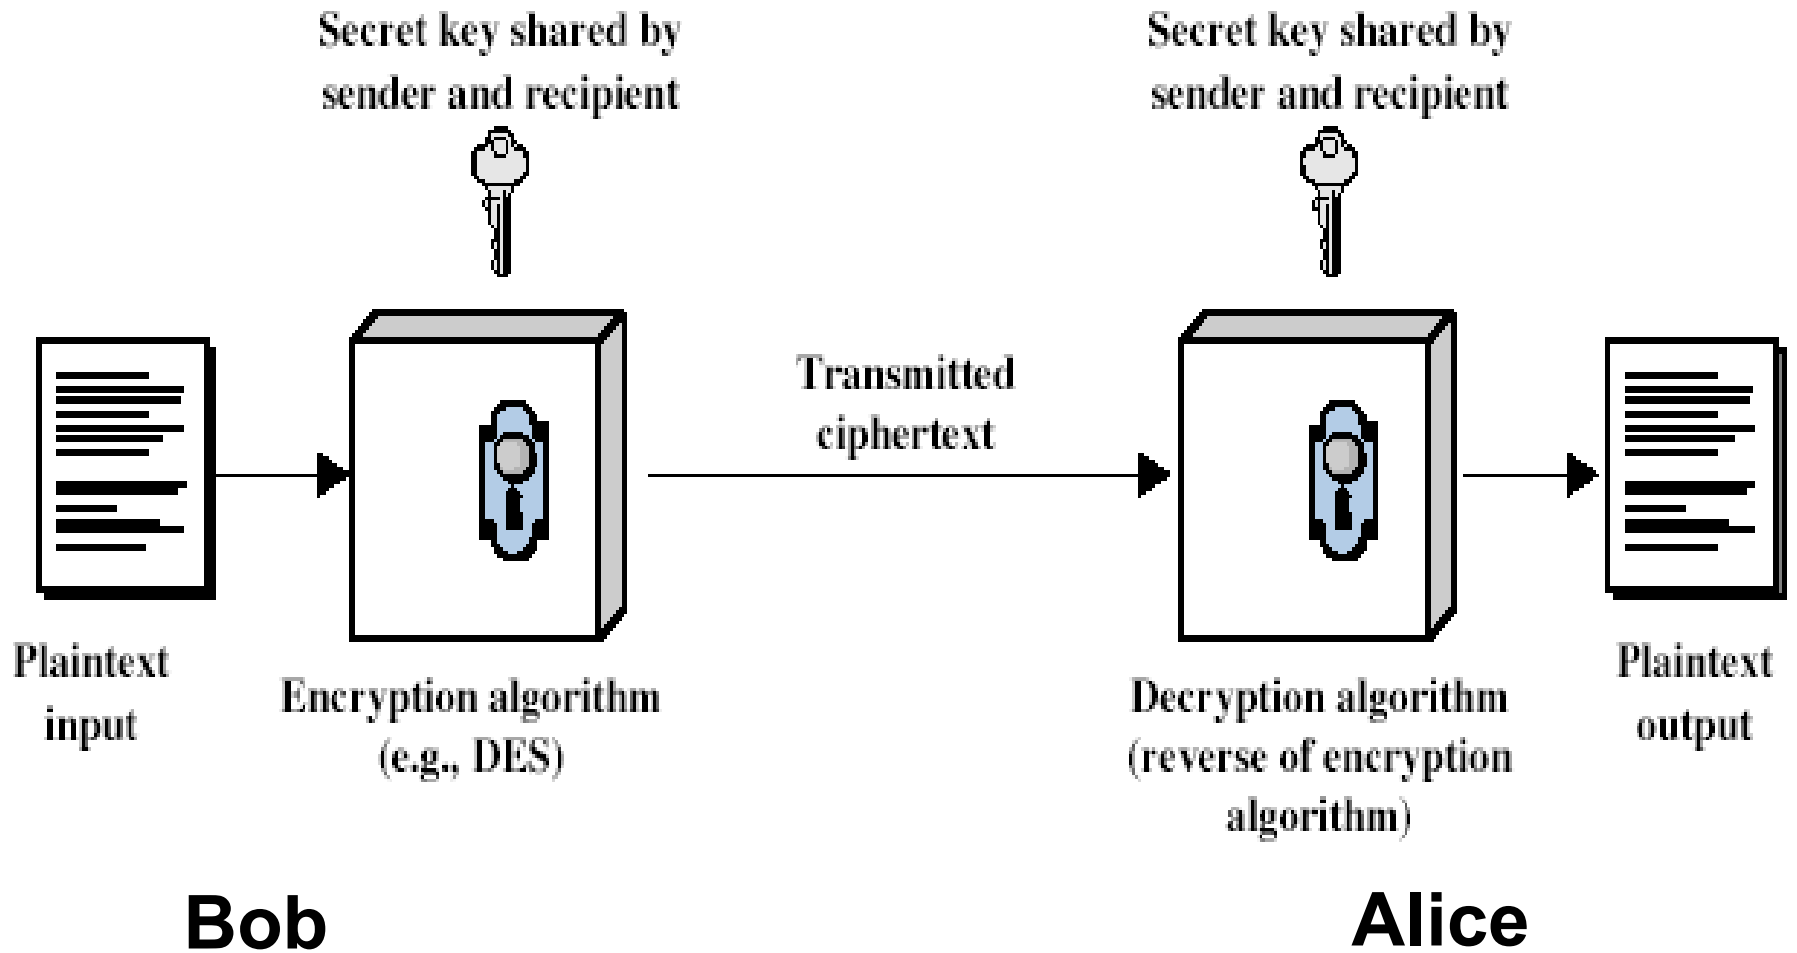 Secret key shared by
sender and recipient
Secret key shared by
sender and recipient
Transmitted
ciphertext
Plaintext
input
Encryption algorithm
(e.g., DES)
Decryption algorithm
(reverse of encryption
algorithm)
Plaintext
output
Bob
Alice